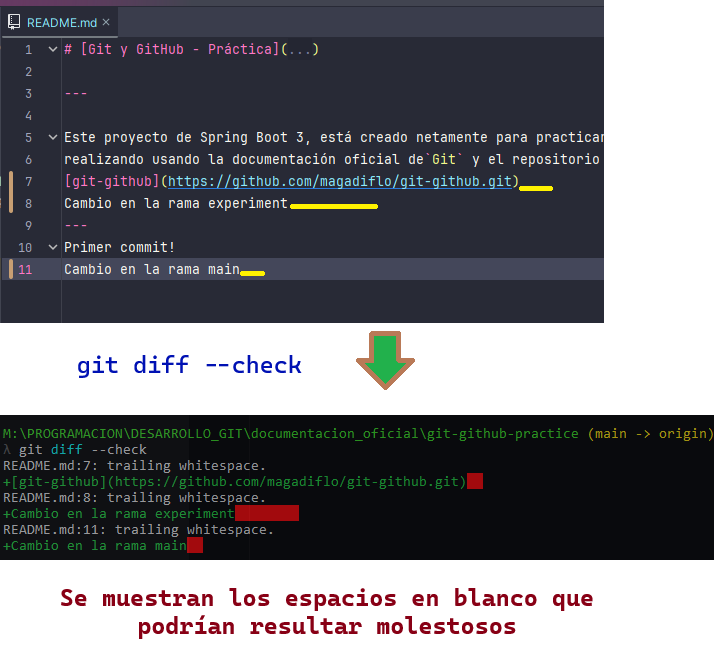 README.md ×
1 # [Git y GitHub - Práctica](...)
2
3 ---
4
5 Este proyecto de Spring Boot 3, está creado netamente para practicar
6 realizando usando la documentación oficial de`Git` y el repositorio
7 [git-github](https://github.com/magadiflo/git-github.git)
8 Cambio en la rama experiment
9 ---
10 Primer commit!
11 Cambio en la rama main
git diff --check
M:\PROGRAMACION\DESARROLLO_GIT\documentacion_oficial\git-github-practice (main -> origin)
λ git diff --check
README.md:7: trailing whitespace.
+[git-github](https://github.com/magadiflo/git-github.git)
README.md:8: trailing whitespace.
+Cambio en la rama experiment
README.md:11: trailing whitespace.
+Cambio en la rama main
Se muestran los espacios en blanco que
podrían resultar molestosos